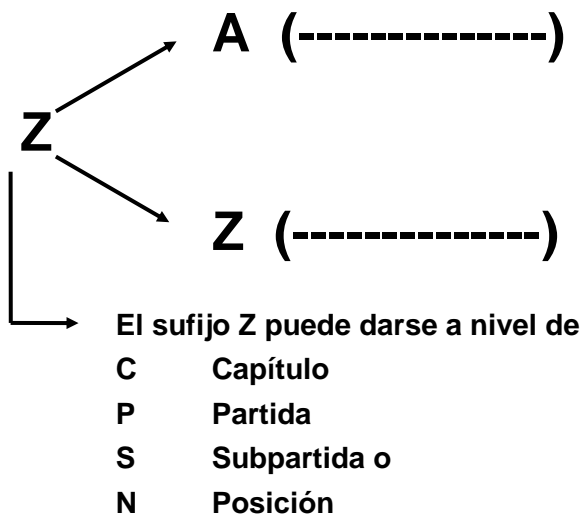 A (--------------)
Z
Z (--------------)
El sufijo Z puede darse a nivel de
C Capítulo
P Partida
S Subpartida o
N Posición